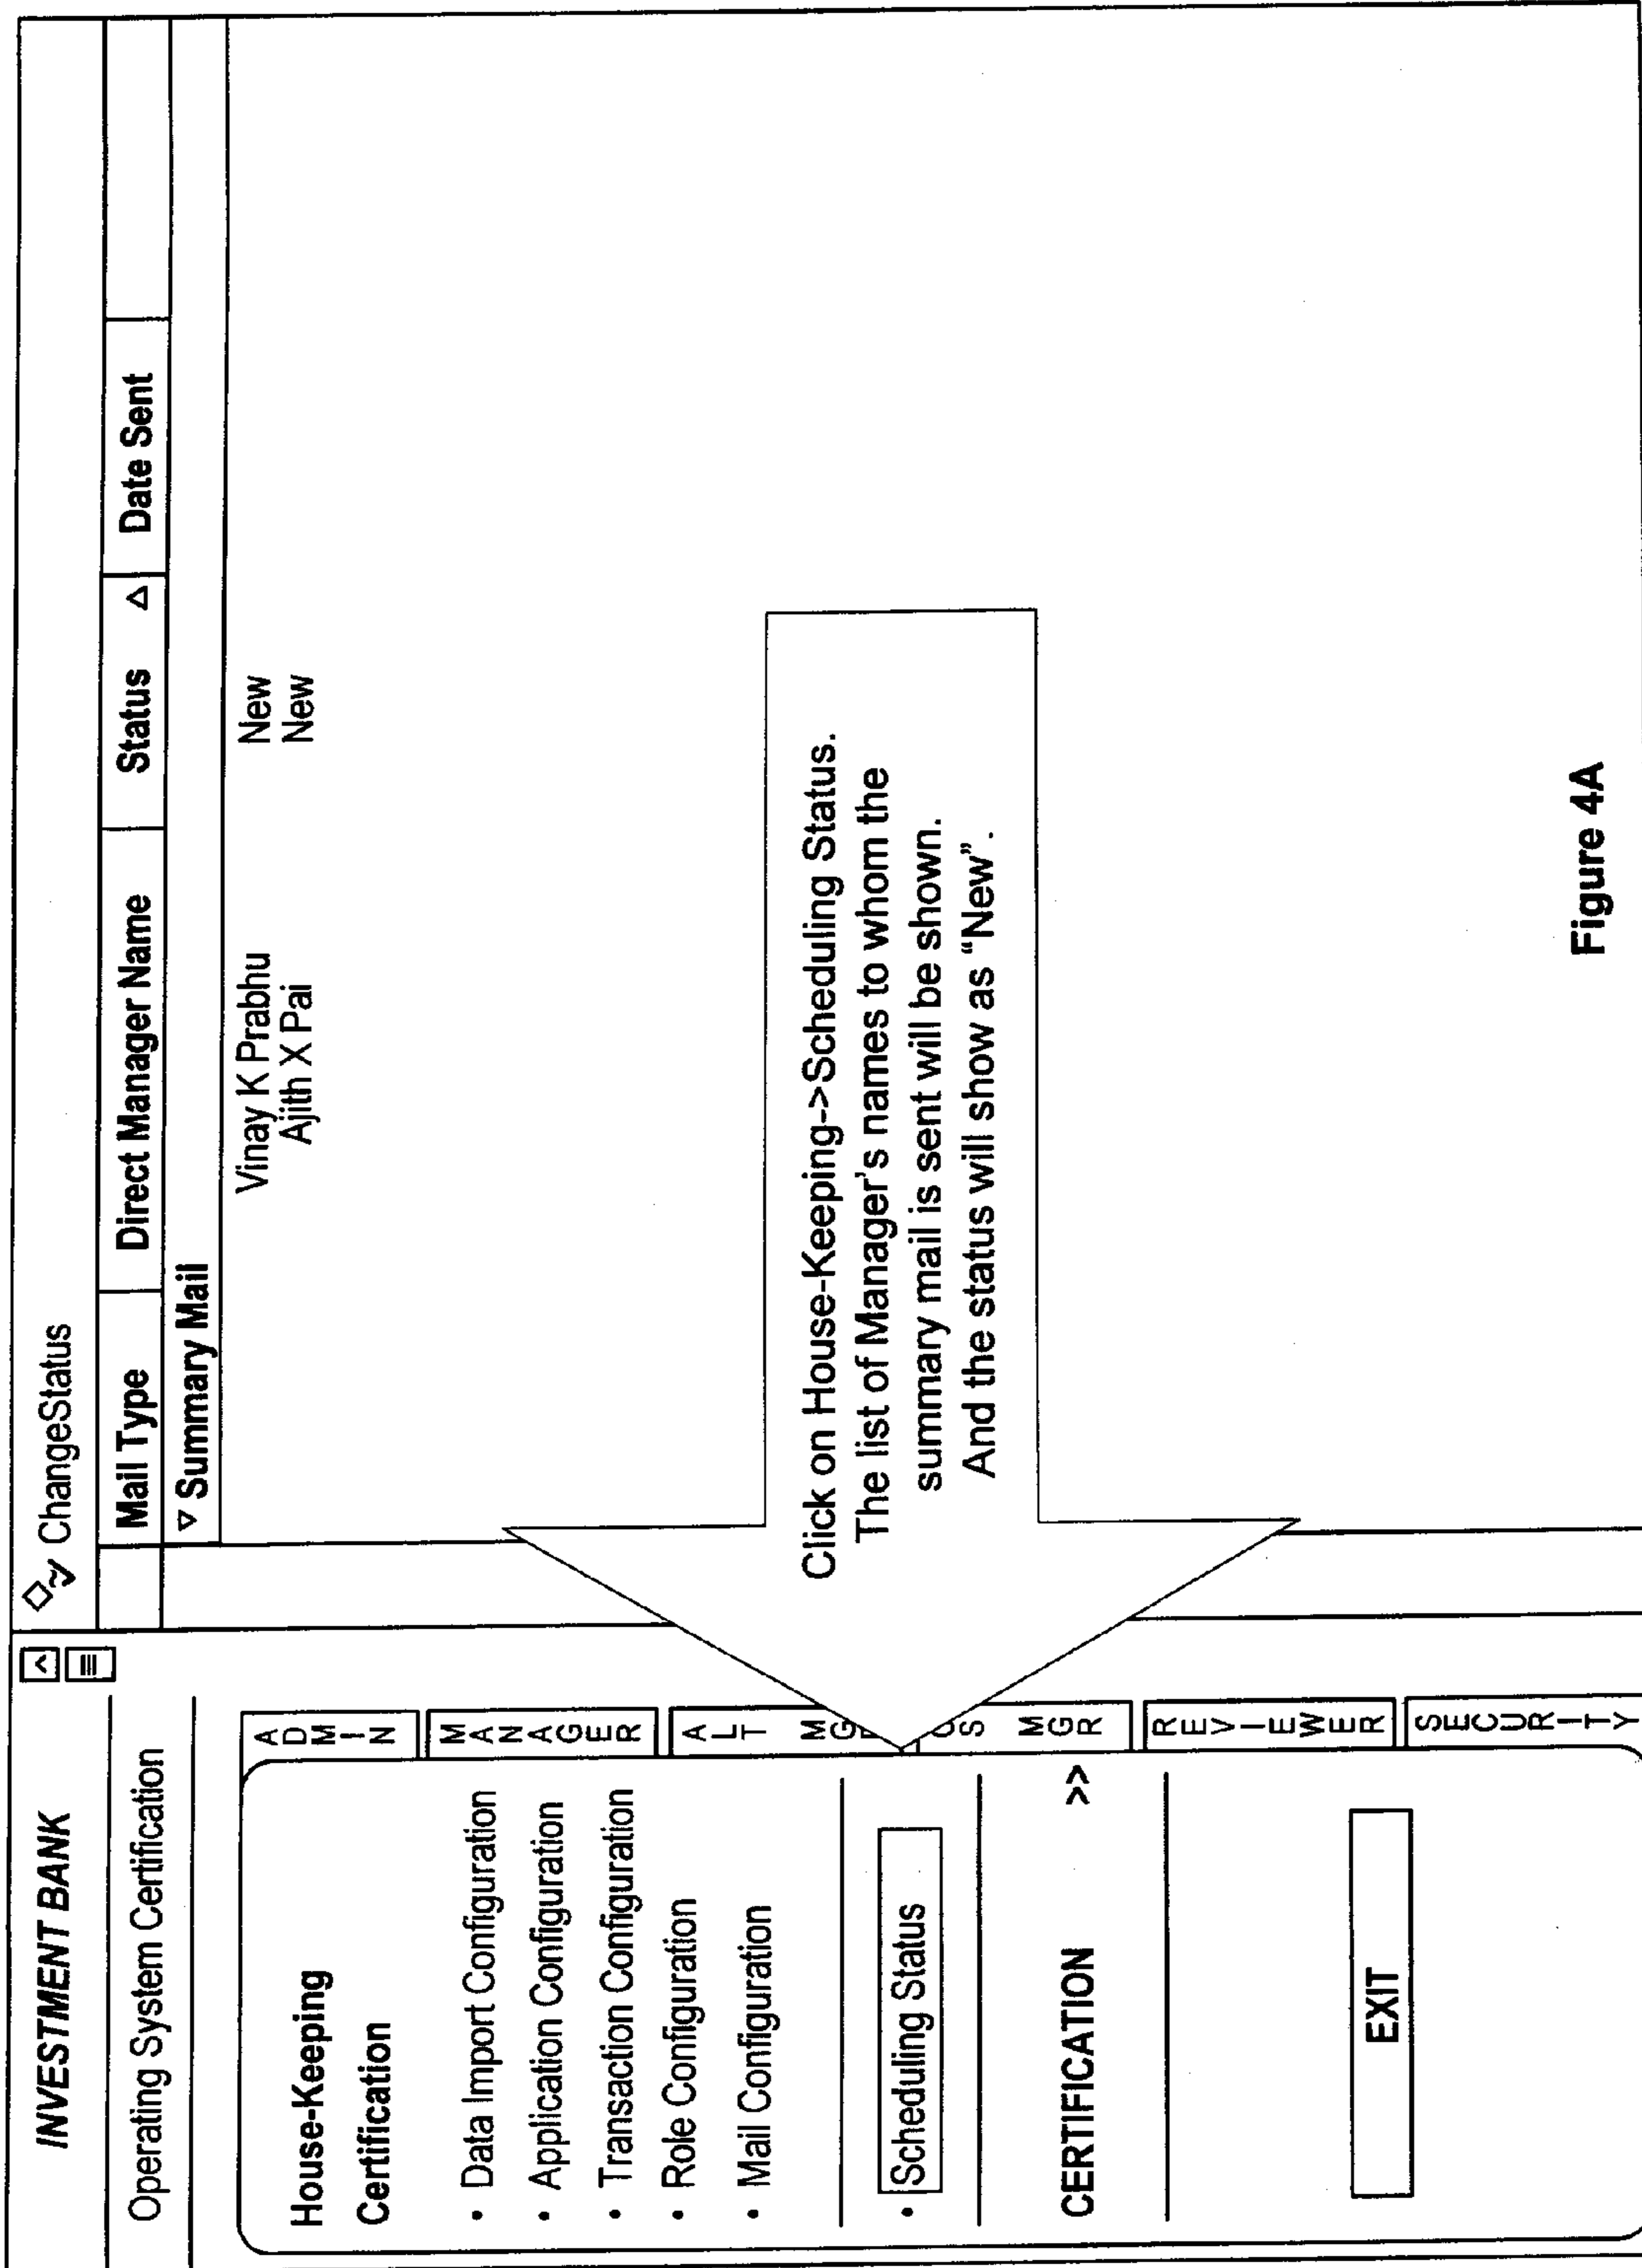 INVESTMENT BANK
Operating System Certification
House-Keeping
Certification
• Data Import Configuration
• Application Configuration
• Transaction Configuration
• Role Configuration
• Mail Configuration
• Scheduling Status
CERTIFICATION >>
EXIT
ADMIN
MANAGER
ALT MG
OS MGR
REVIEWER
SECURITY
ChangeStatus
Mail Type Direct Manager Name Status Δ Date Sent
▽ Summary Mail
Vinay K Prabhu New
Ajith X Pai New
Click on House-Keeping->Scheduling Status.
The list of Manager's names to whom the
summary mail is sent will be shown.
And the status will show as “New”.
Figure 4A